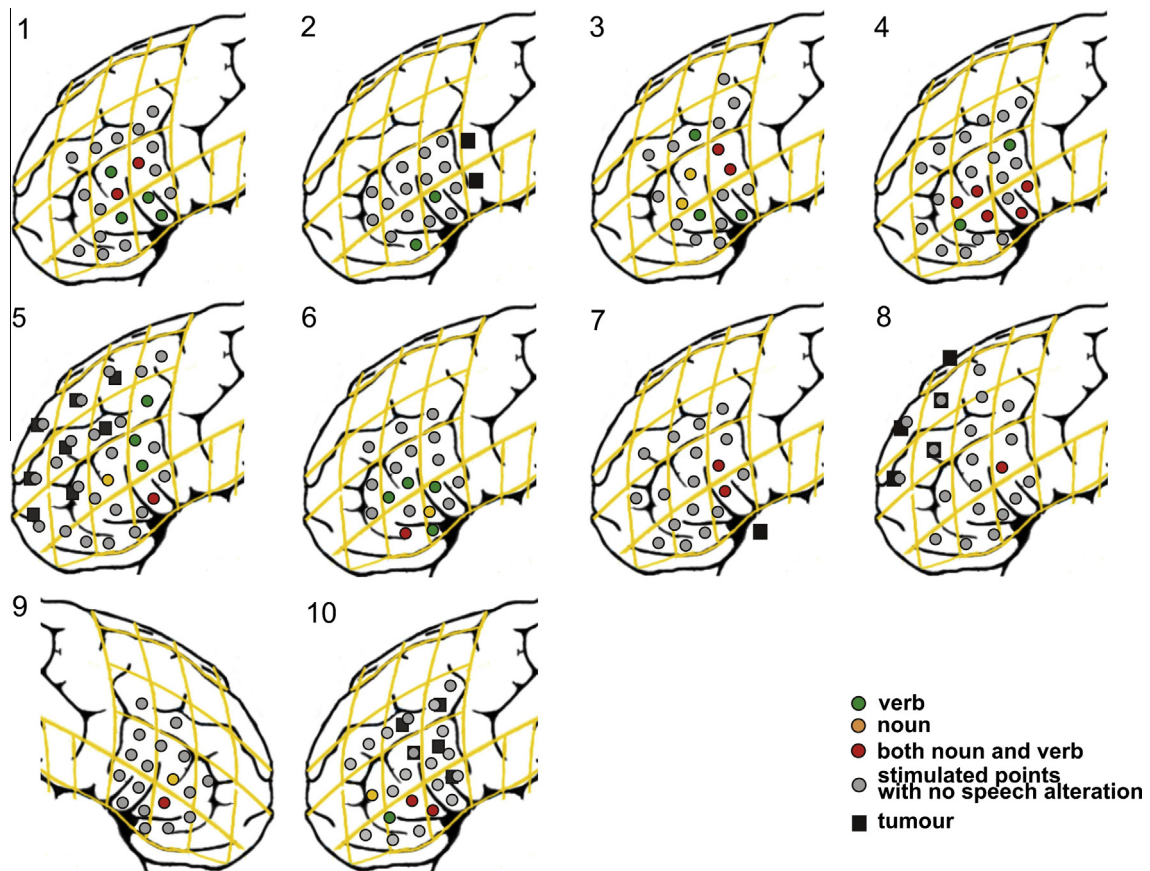 1
2
3
4
5
6
7
8
9
10
verb
noun
both noun and verb
stimulated points
with no speech alteration
tumour